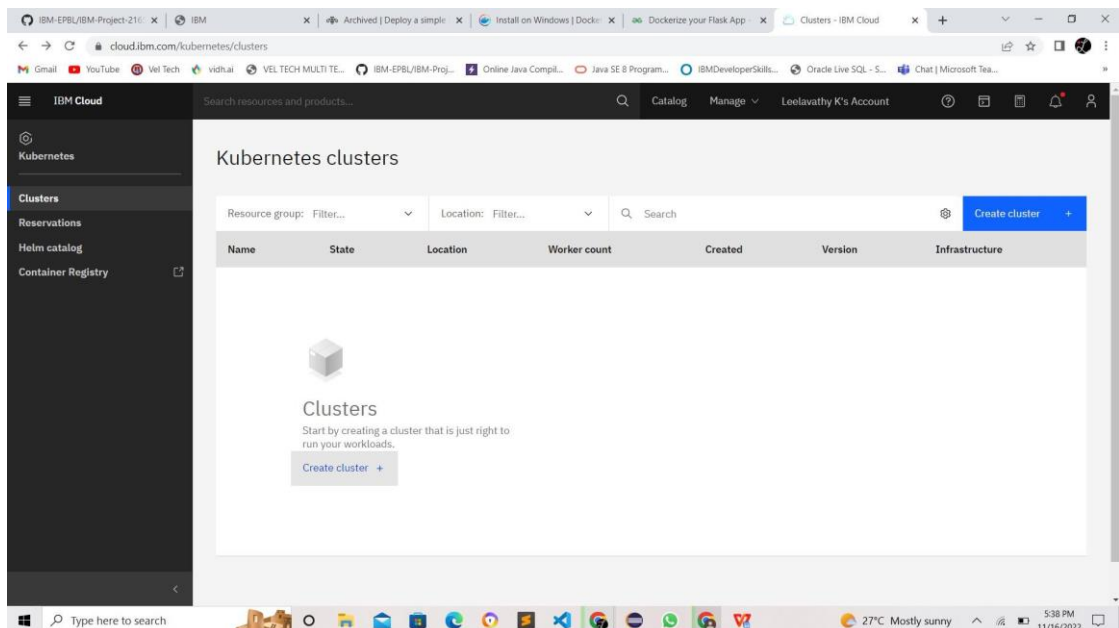 IBM-EPBL/IBM-Project-216
IBM
Archived | Deploy a simple
Install on Windows | Docke
Dockerize your Flask App -
Clusters - IBM Cloud
cloud.ibm.com/kubernetes/clusters
Gmail
YouTube
Vel Tech
vidh.ai
VEL TECH MULTI TE...
IBM-EPBL/IBM-Proj...
Online Java Compil...
Java SE 8 Program...
IBMDeveloperSkills...
Oracle Live SQL - S...
Chat | Microsoft Tea...
IBM Cloud
Search resources and products...
Catalog
Manage
Leelavathy K's Account
Kubernetes
Clusters
Reservations
Helm catalog
Container Registry
Kubernetes clusters
Resource group: Filter...
Location: Filter...
Search
Create cluster +
Name
State
Location
Worker count
Created
Version
Infrastructure
Clusters
Start by creating a cluster that is just right to
run your workloads.
Create cluster +
Type here to search
27°C Mostly sunny
5:38 PM
11/16/2022